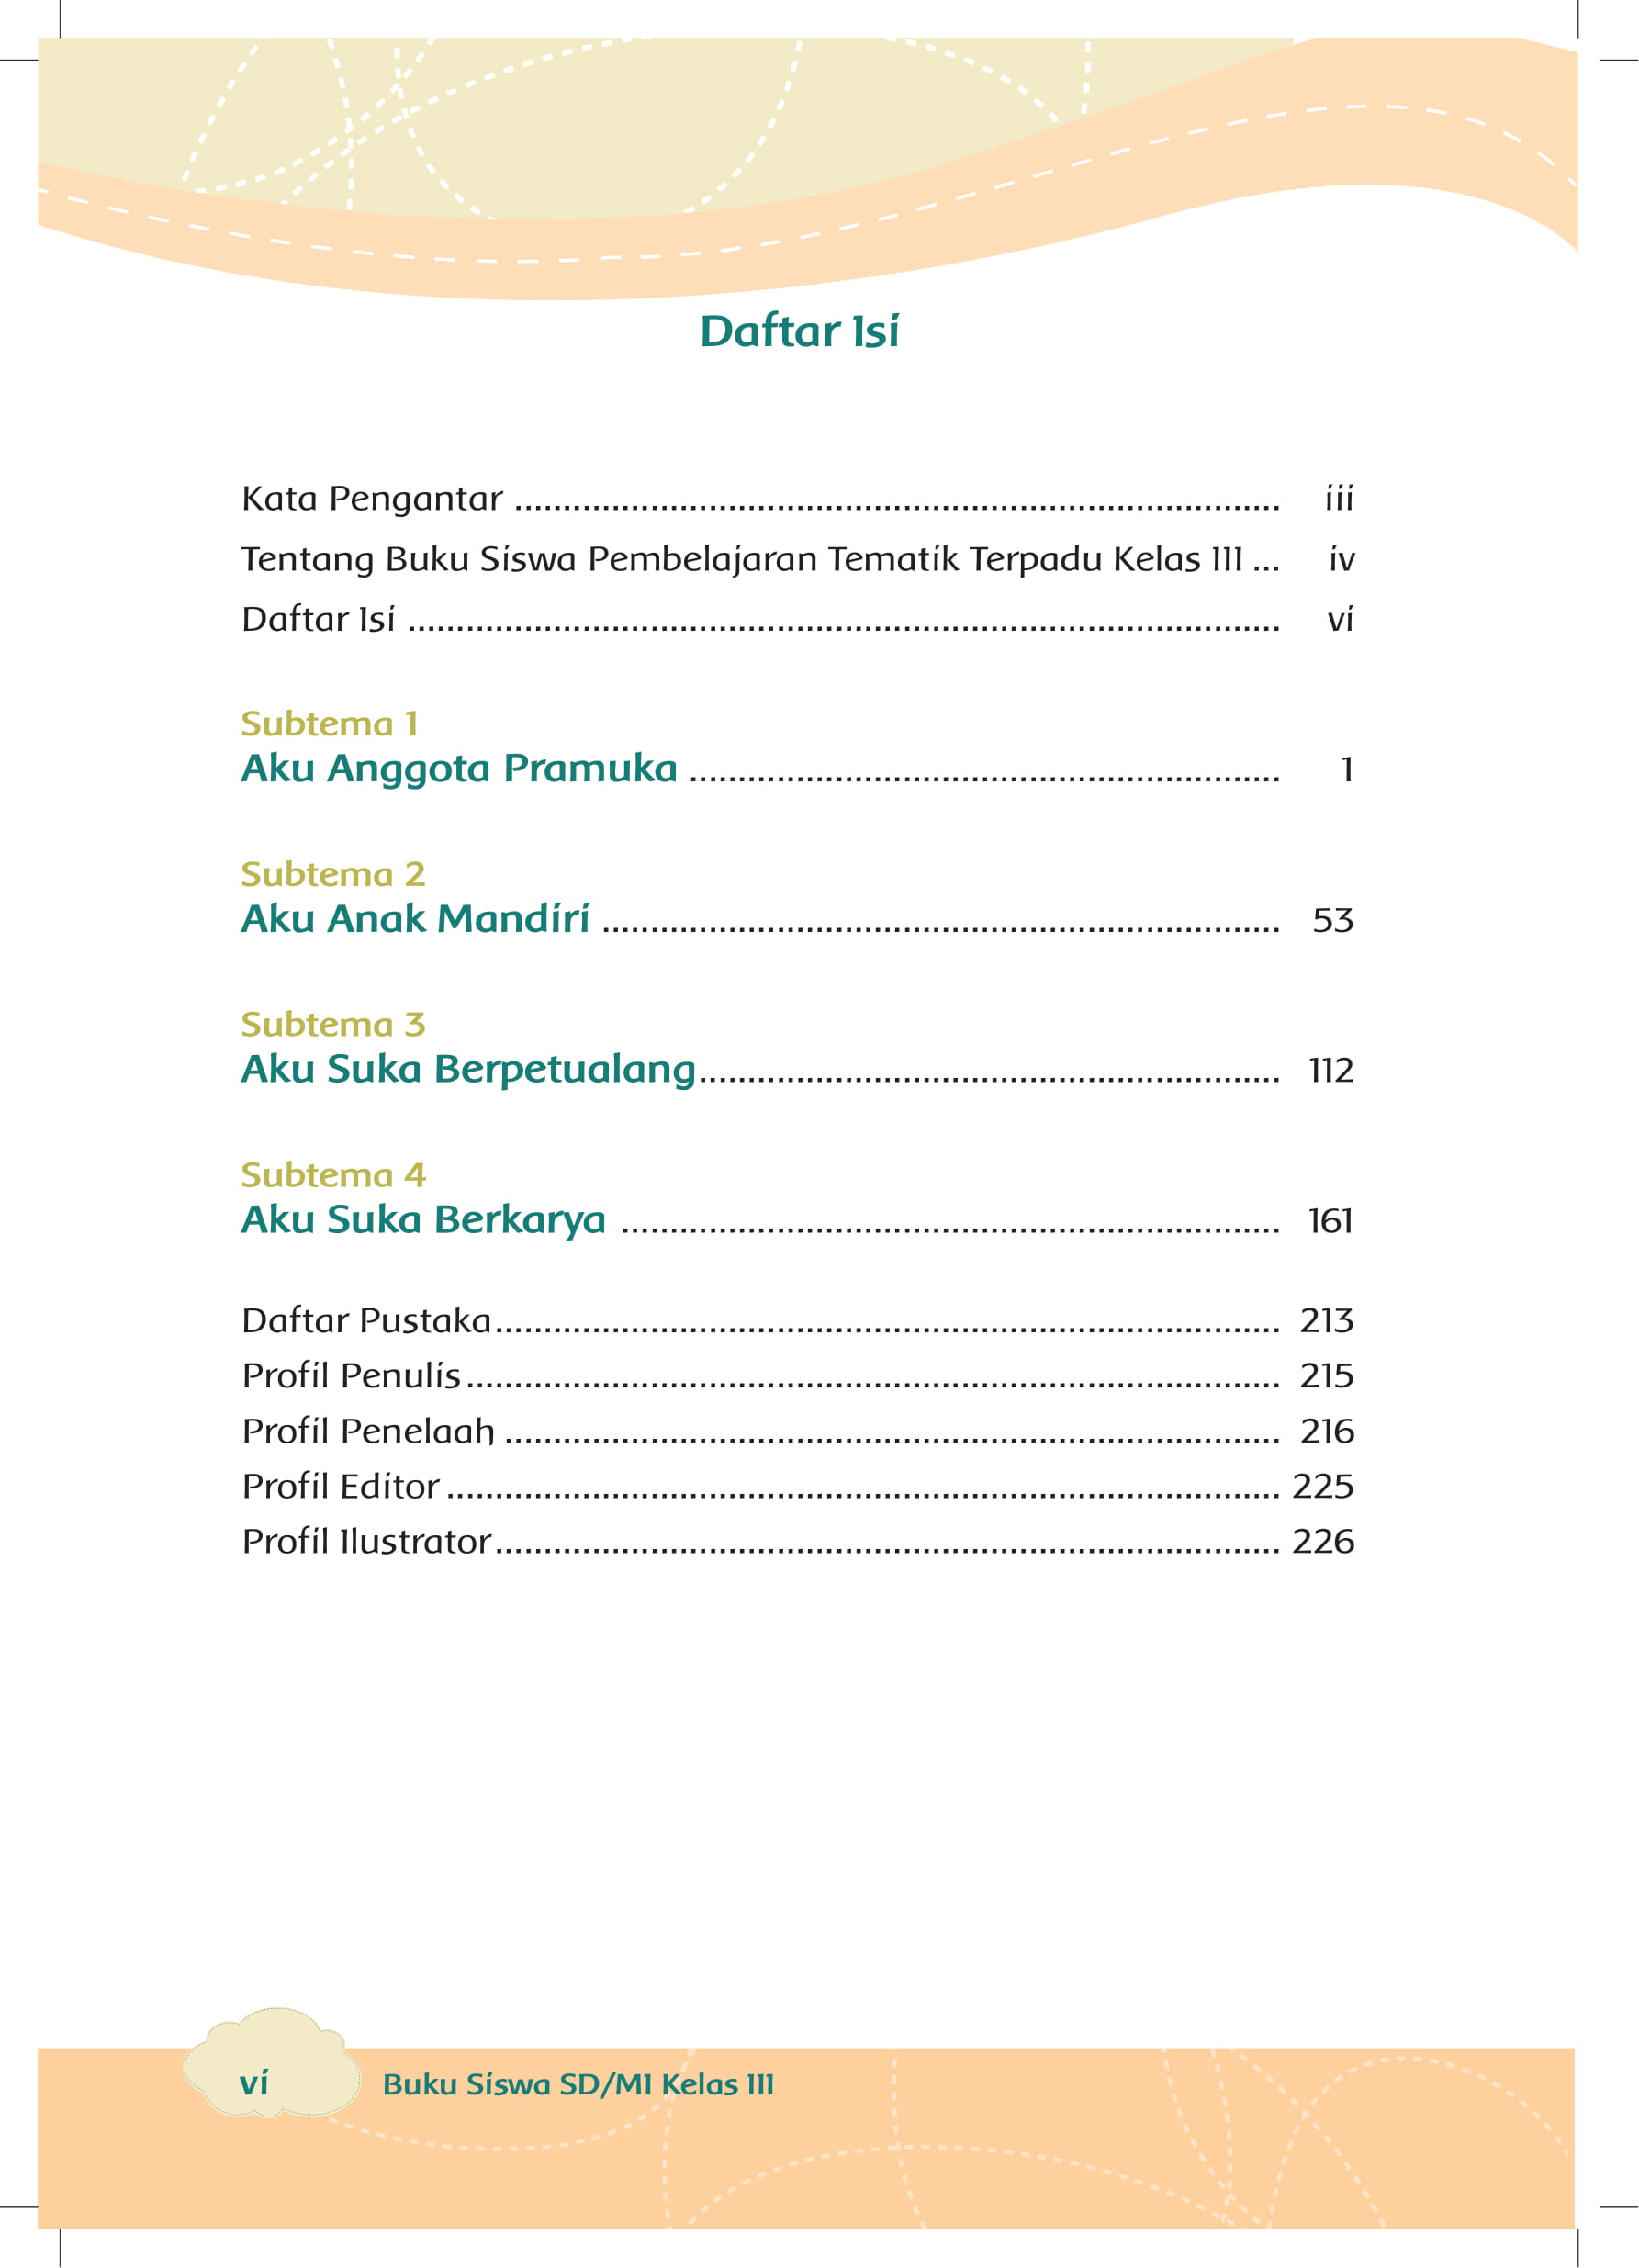 Daftar Isi
Kata Pengantar ............................................................................... iii
Tentang Buku Siswa Pembelajaran Tematik Terpadu Kelas III ... iv
Daftar Isi .......................................................................................... vi
Subtema 1
Aku Anggota Pramuka ............................................................. 1
Subtema 2
Aku Anak Mandiri ...................................................................... 53
Subtema 3
Aku Suka Berpetualang............................................................ 112
Subtema 4
Aku Suka Berkarya .................................................................... 161
Daftar Pustaka................................................................................. 213
Profil Penulis.................................................................................... 215
Profil Penelaah ................................................................................ 216
Profil Editor ...................................................................................... 225
Profil Ilustrator................................................................................. 226
vi Buku Siswa SD/MI Kelas III